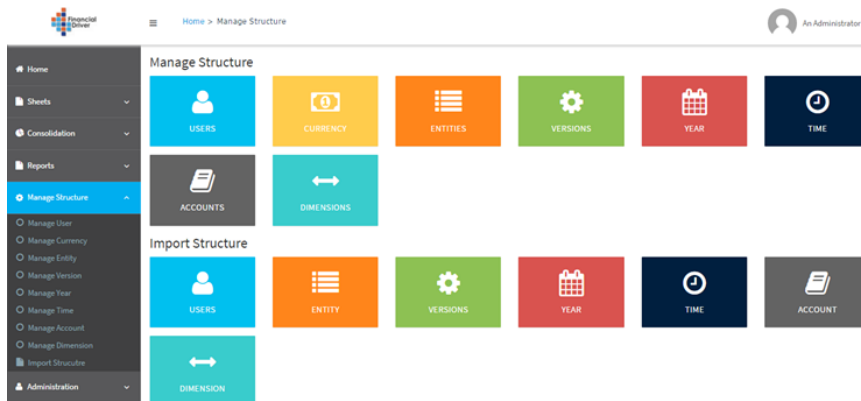 Financial
Driver
Home > Manage Structure
An Administrator
Home
Sheets
Consolidation
Reports
Manage Structure
Manage User
Manage Currency
Manage Entity
Manage Version
Manage Year
Manage Time
Manage Account
Manage Dimension
Import Strucutre
Administration
Manage Structure
USERS
CURRENCY
ENTITIES
VERSIONS
YEAR
TIME
ACCOUNTS
DIMENSIONS
Import Structure
USERS
ENTITY
VERSIONS
YEAR
TIME
ACCOUNT
DIMENSION